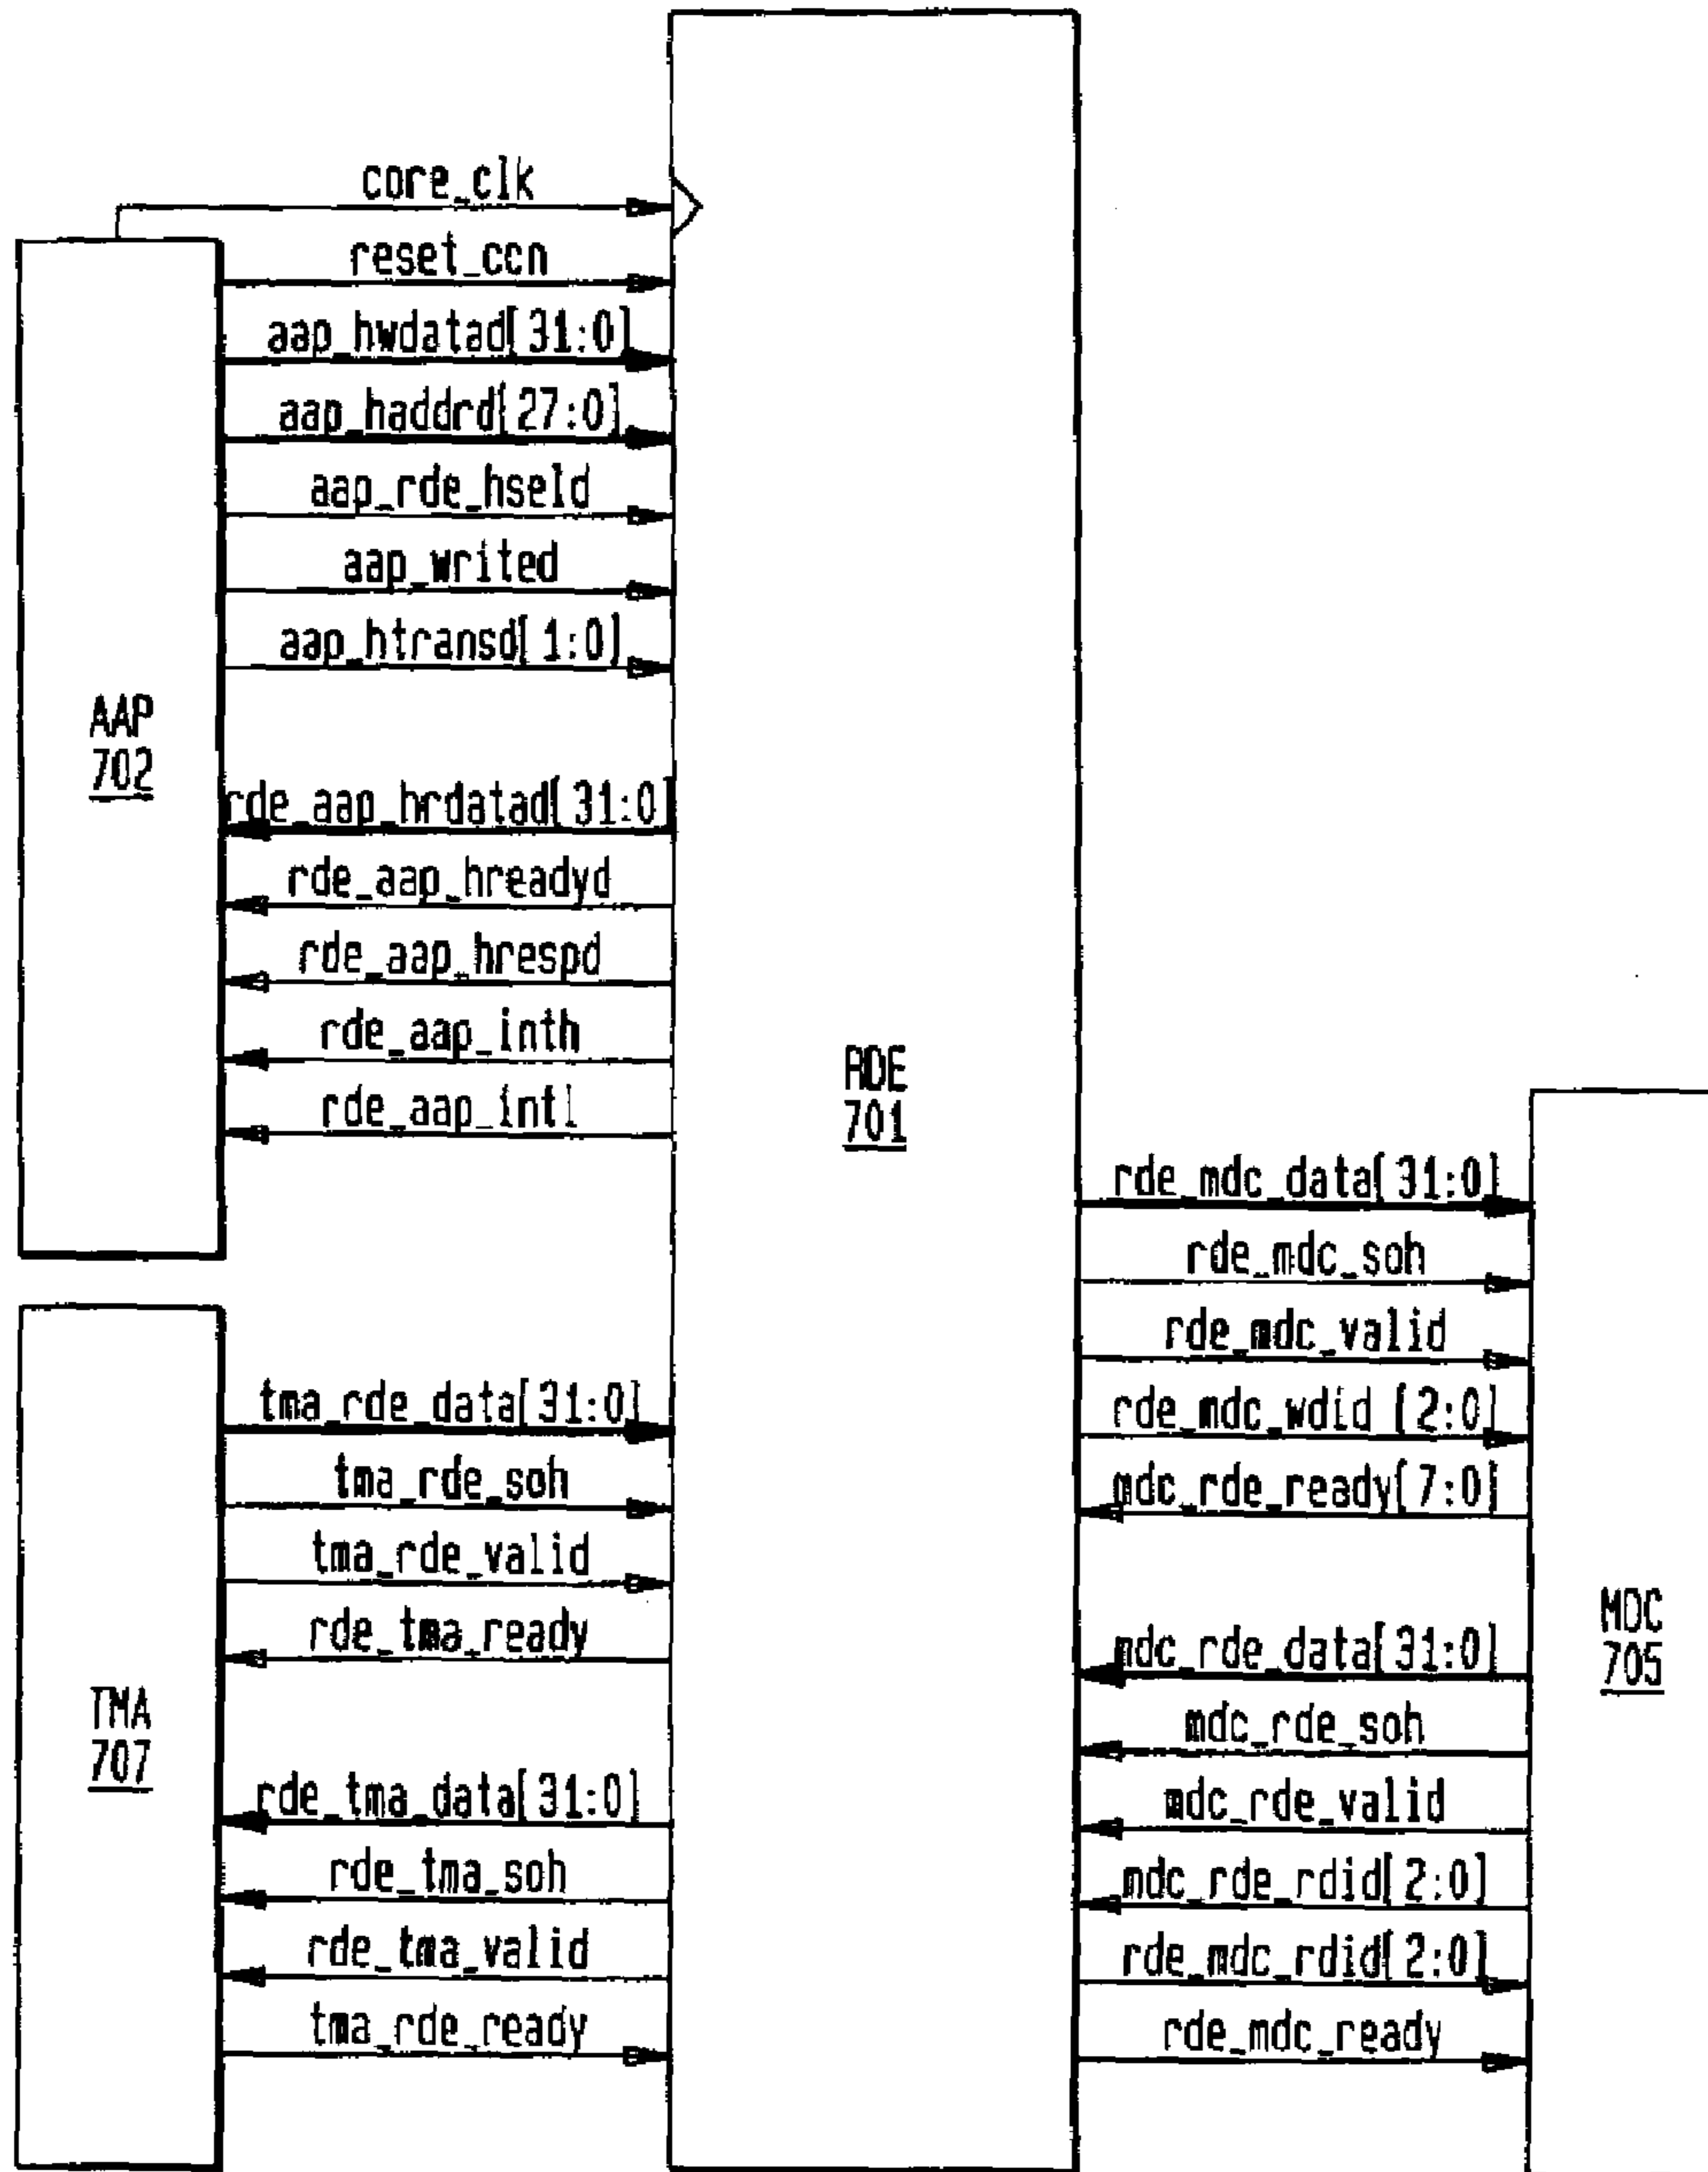 core_clk
reset_ccn
aap_hwdatad[31:0]
aap_haddrd[27:0]
aap_rde_hseld
aap_writed
aap_htransd[1:0]
AAP
702
rde_aap_hrdatad[31:0]
rde_aap_hreadyd
rde_aap_hrespd
rde_aap_inth
rde_aap_intl
RDE
701
rde_mdc_data[31:0]
rde_mdc_soh
rde_mdc_valid
rde_mdc_wdid [2:0]
mdc_rde_ready[7:0]
tma_rde_data[31:0]
tma_rde_soh
tma_rde_valid
rde_tma_ready
TMA
707
rde_tma_data[31:0]
rde_tma_soh
rde_tma_valid
tma_rde_ready
mdc_rde_data[31:0]
mdc_rde_soh
mdc_rde_valid
mdc_rde_rdid[2:0]
rde_mdc_rdid[2:0]
rde_mdc_ready
MDC
705